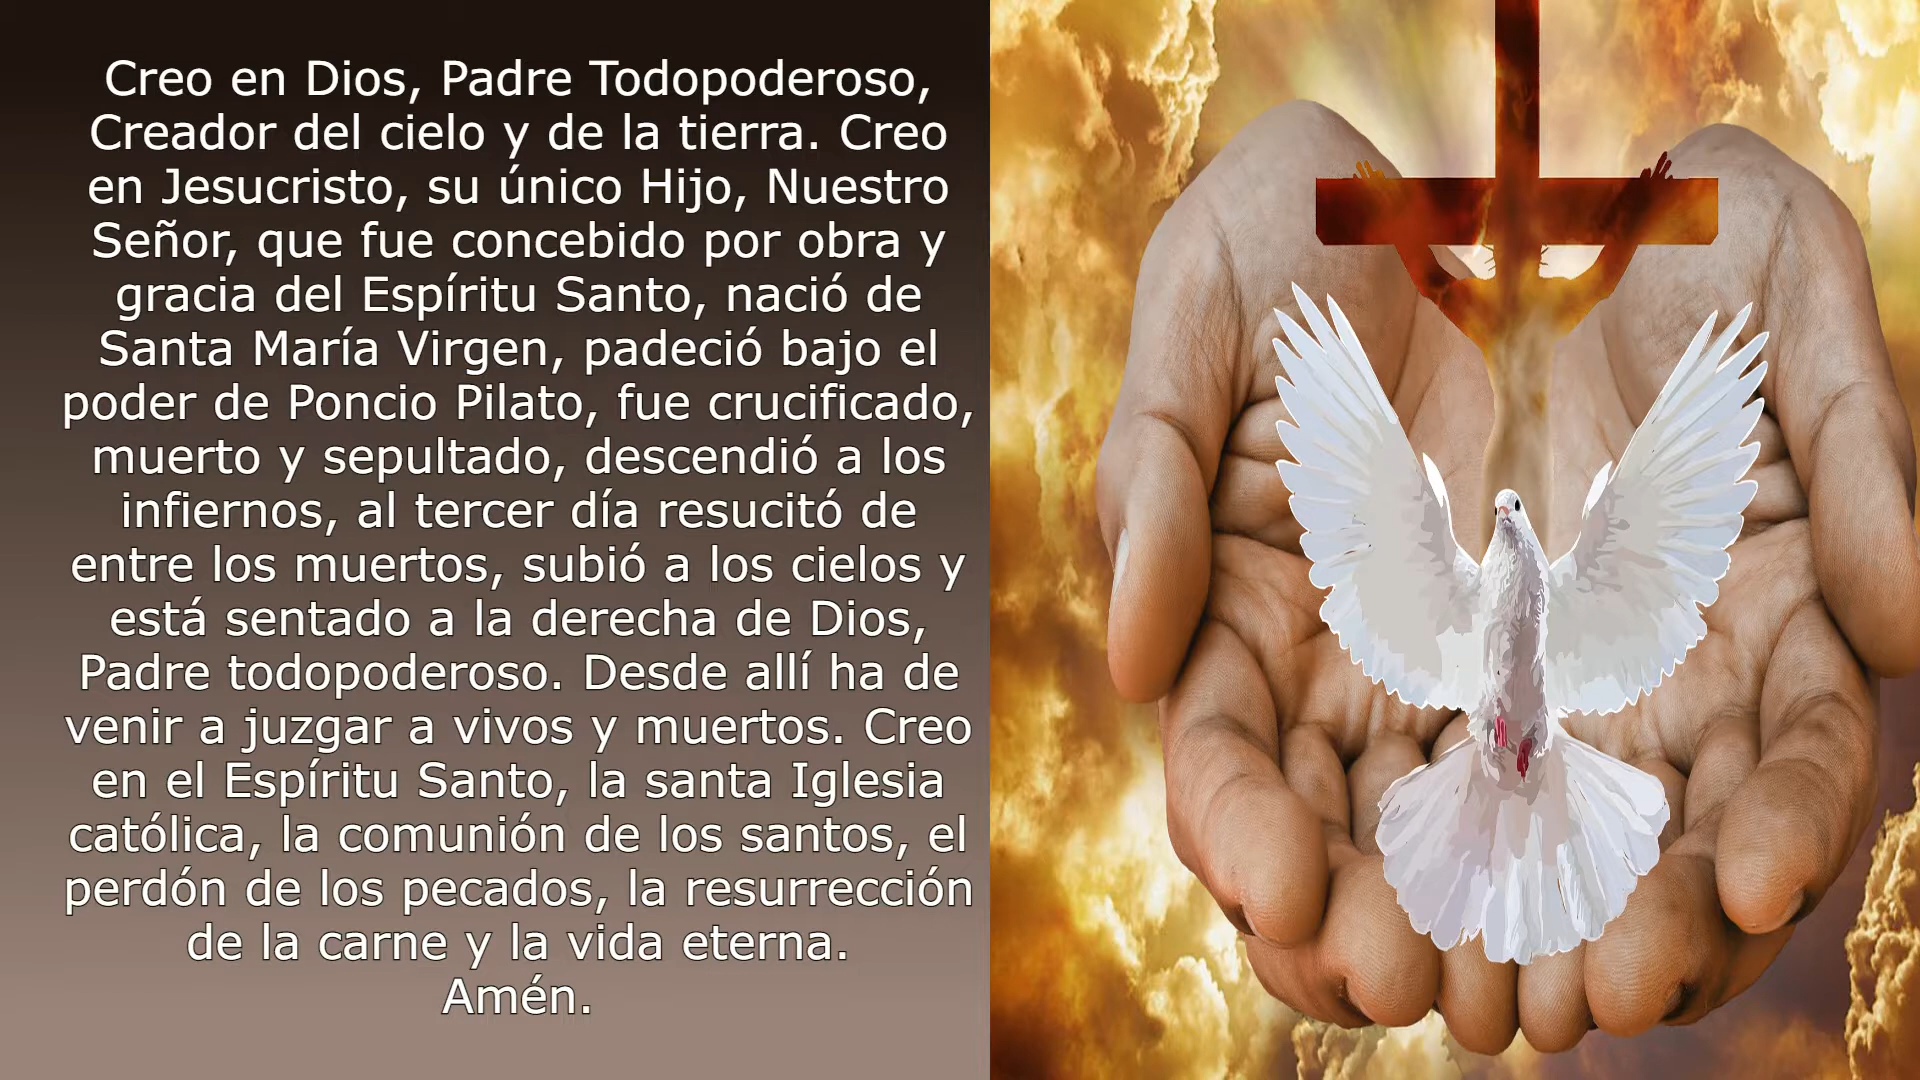 Creo en Dios, Padre Todopoderoso,
Creador del cielo y de la tierra. Creo
en Jesucristo, su único Hijo, Nuestro
Señor, que fue concebido por obra y
gracia del Espíritu Santo, nació de
Santa María Virgen, padeció bajo el
poder de Poncio Pilato, fue crucificado,
muerto y sepultado, descendió a los
infiernos, al tercer día resucitó de
entre los muertos, subió a los cielos y
está sentado a la derecha de Dios,
Padre todopoderoso. Desde allí ha de
venir a juzgar a vivos y muertos. Creo
en el Espíritu Santo, la santa Iglesia
católica, la comunión de los santos, el
perdón de los pecados, la resurrección
de la carne y la vida eterna.
Amén.